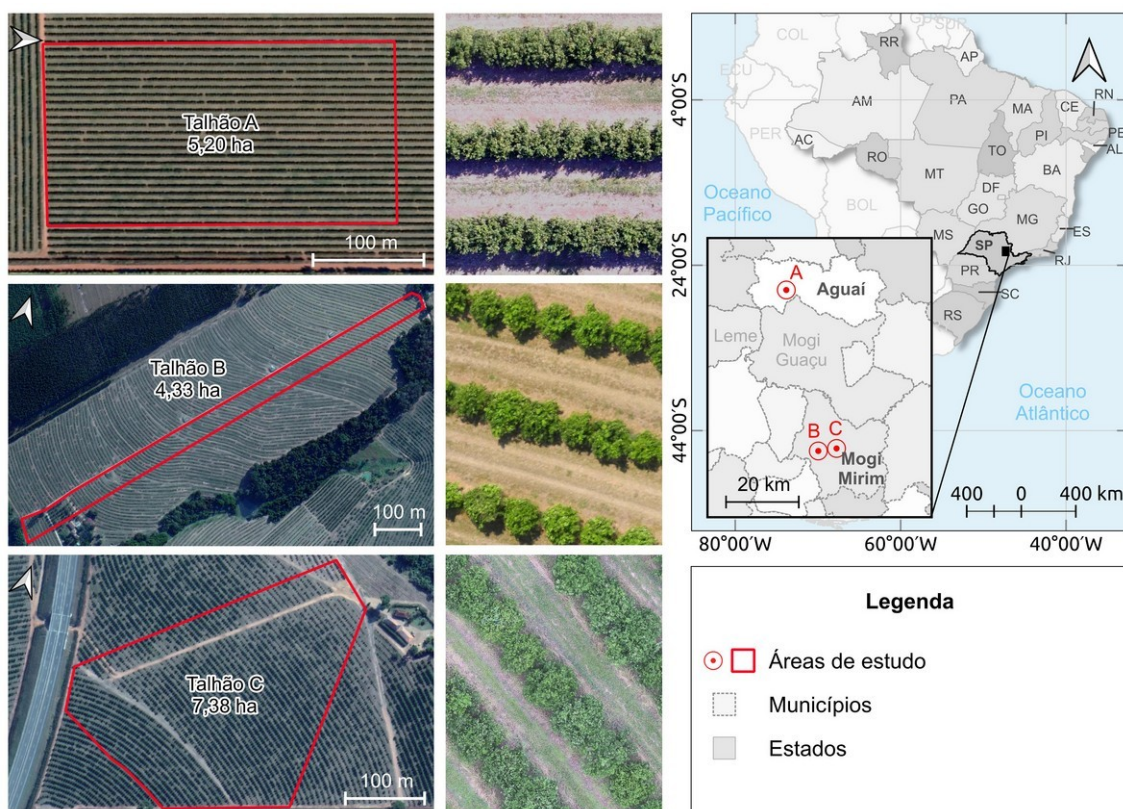 Talhão A
5,20 ha
100 m
Talhão B
4,33 ha
100 m
Talhão C
7,38 ha
100 m
COL
ECU
PER
BOL
RR
AP
AM
PA
MA
CE
RN
PI
PE
AL
AC
RO
TO
MT
BA
DF
GO
MG
MS
ES
SP
RJ
PR
SC
RS
Oceano
Pacífico
Oceano
Atlântico
4°00'S
24°00'S
44°00'S
80°00'W
60°00'W
40°00'W
A
Aguaí
Leme
Mogi
Guaçu
B
C
Mogi
Mirim
20 km
400 0 400 km
Legenda
Áreas de estudo
Municípios
Estados